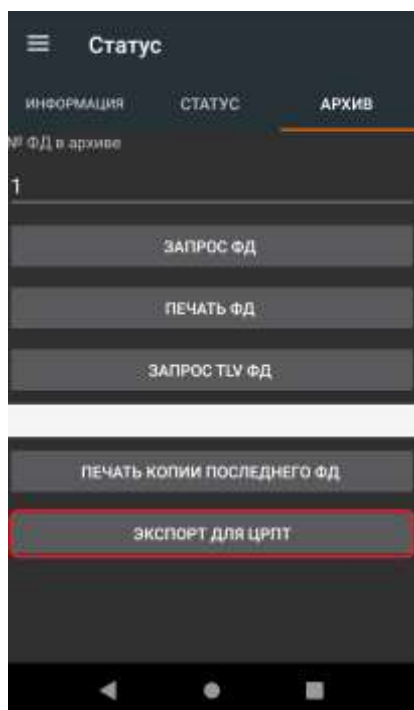 Статус
ИНФОРМАЦИЯ СТАТУС АРХИВ
№ ФД в архиве
1
ЗАПРОС ФД
ПЕЧАТЬ ФД
ЗАПРОС TLV ФД
ПЕЧАТЬ КОПИИ ПОСЛЕДНЕГО ФД
ЭКСПОРТ ДЛЯ ЦРПТ